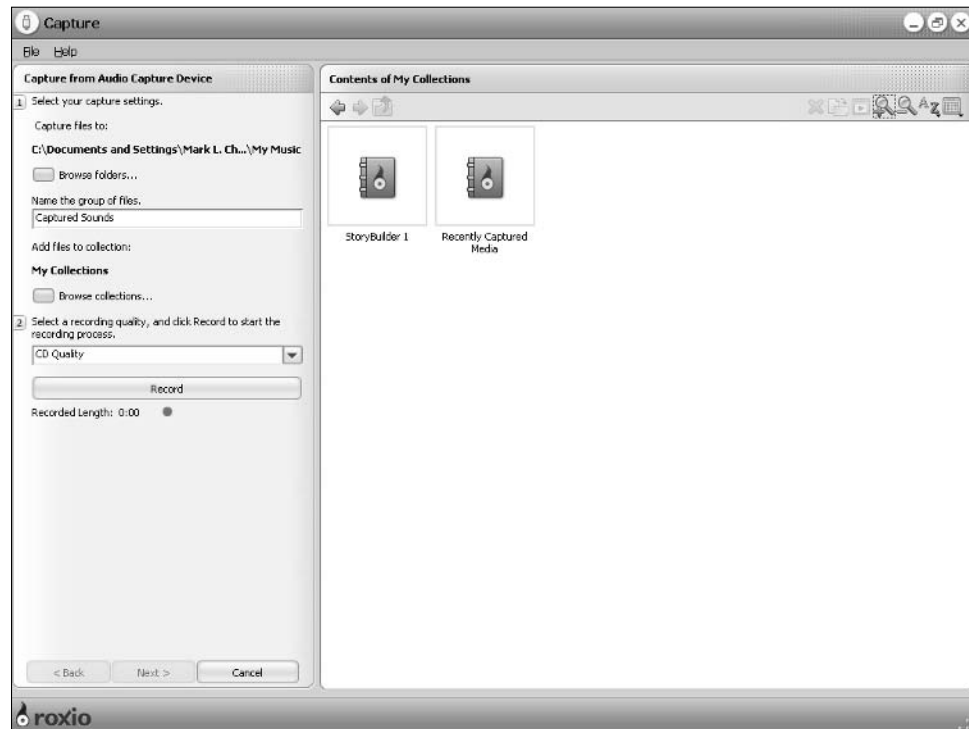 Capture
File Help
Capture from Audio Capture Device
1 Select your capture settings.
Capture files to:
C:\Documents and Settings\Mark L. Ch...\My Music
Browse folders...
Name the group of files.
Captured Sounds
Add files to collection:
My Collections
Browse collections...
2 Select a recording quality, and click Record to start the
recording process.
CD Quality
Record
Recorded Length: 0:00
< Back Next > Cancel
Contents of My Collections
AZ
StoryBuilder 1
Recently Captured
Media
roxio